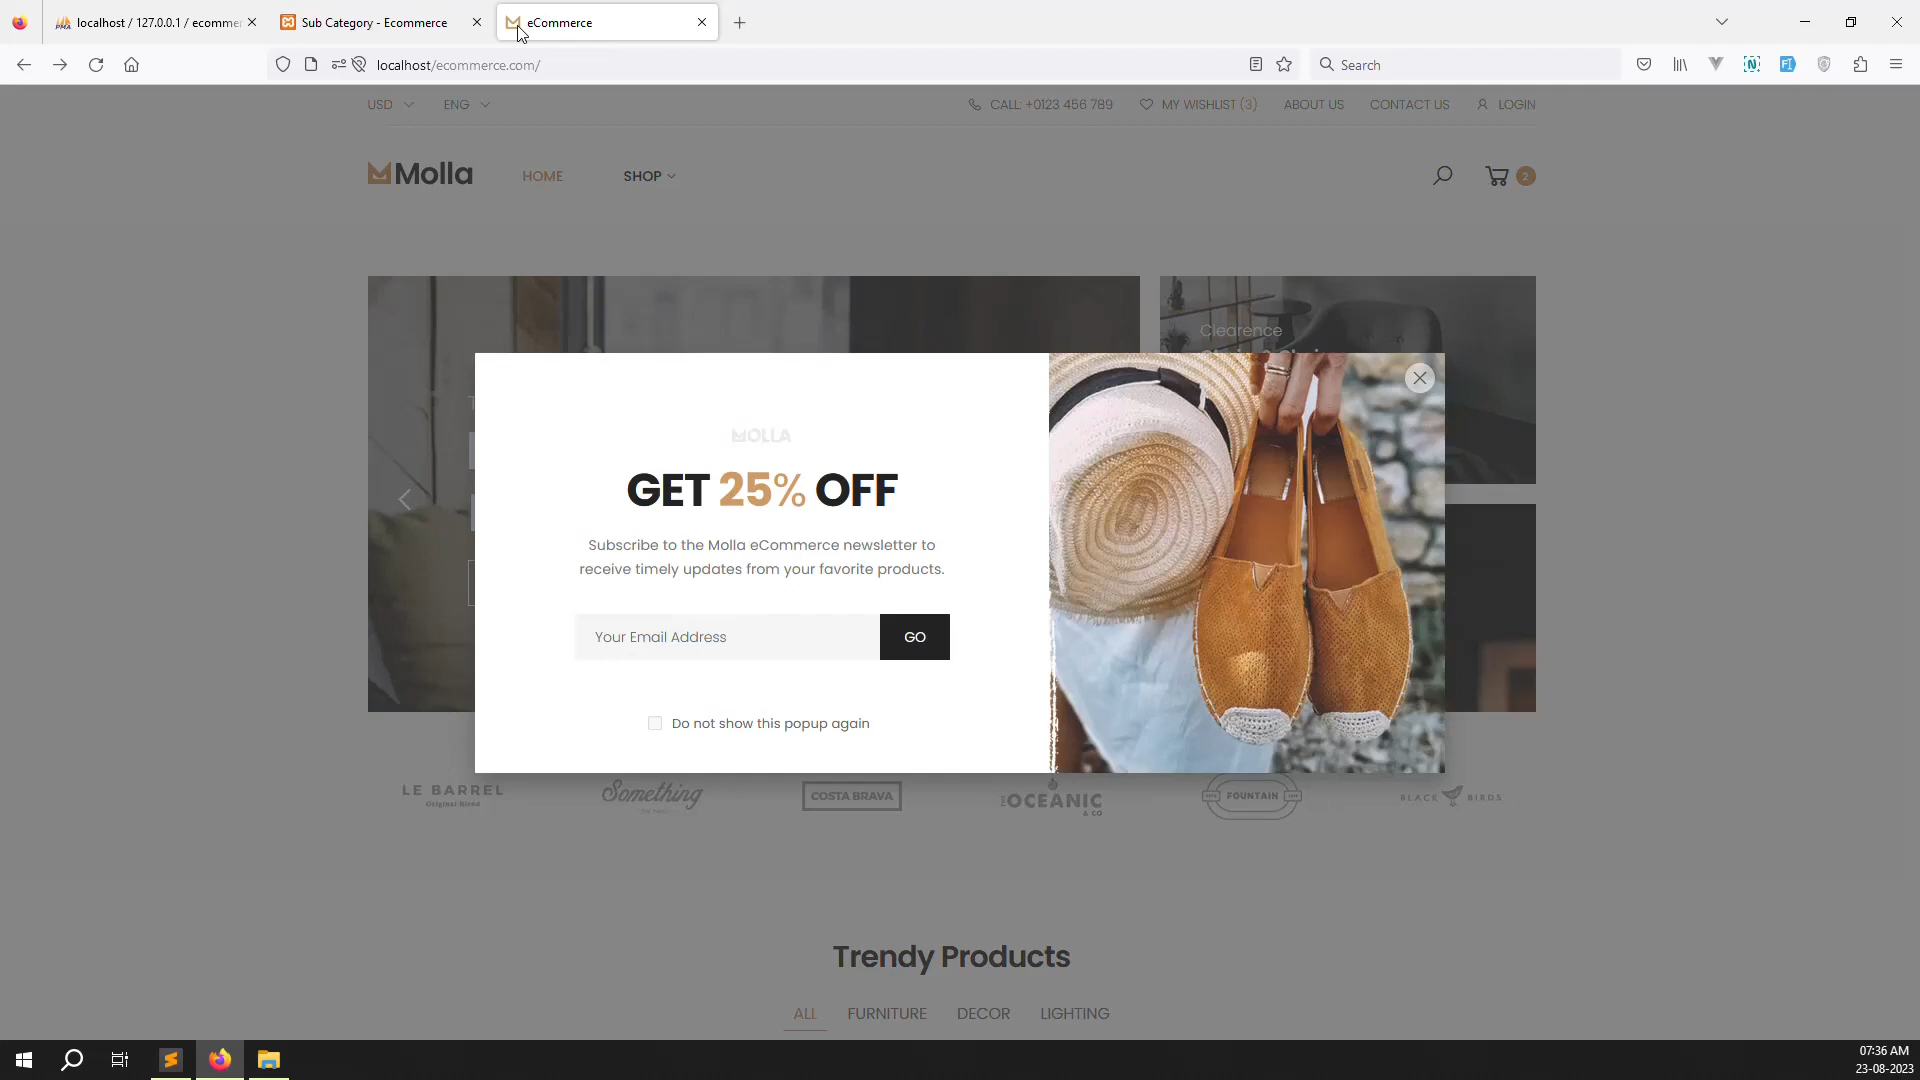 localhost / 127.0.0.1 / ecomme
Sub Category - Ecommerce
eCommerce
localhost/ecommerce.com/
Search
USD
ENG
CALL: +0123 456 789
MY WISHLIST (3)
ABOUT US
CONTACT US
LOGIN
Molla
HOME
SHOP
2
Clearence
MOLLA
GET 25% OFF
Subscribe to the Molla eCommerce newsletter to
receive timely updates from your favorite products.
Your Email Address
GO
Do not show this popup again
LE BARREL
Original Blend
Something
COSTA BRAVA
THE OCEANIC
& CO
FOUNTAIN
BLACK BIRDS
Trendy Products
ALL
FURNITURE
DECOR
LIGHTING
07:36 AM
23-08-2023